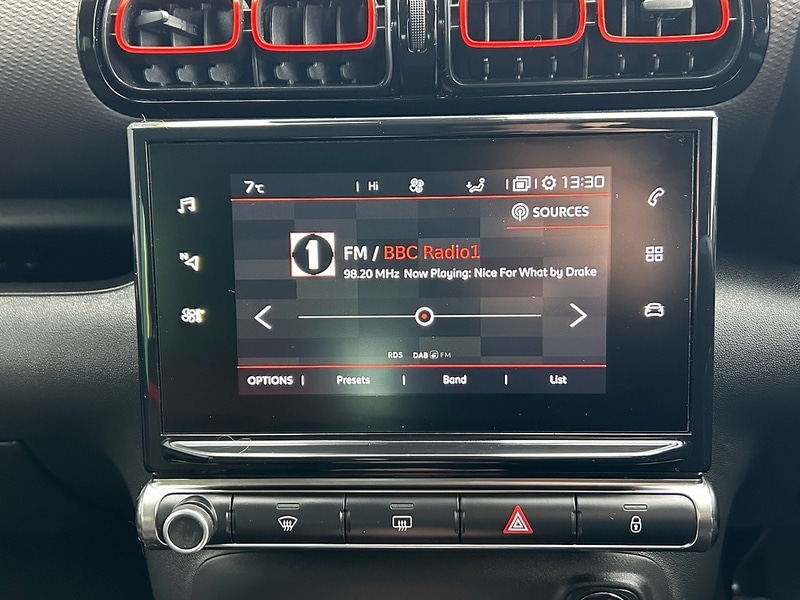 7°C | Hi | 13:30
SOURCES
1 FM / BBC Radio1
98.20 MHz Now Playing: Nice For What by Drake
RDS DAB FM
OPTIONS | Presets | Band | List
N